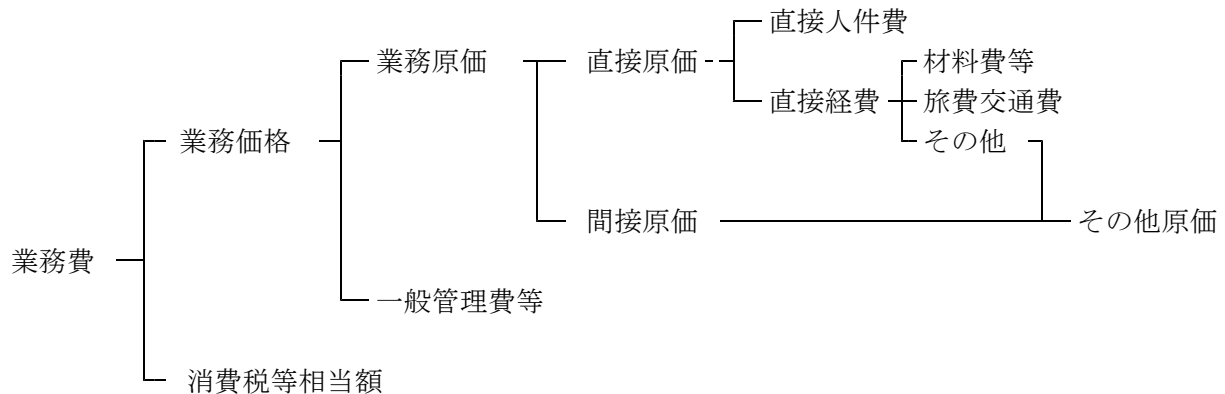 直接人件費
業務原価 直接原価 材料費等
直接経費 旅費交通費
業務価格 その他
間接原価 その他原価
業務費
一般管理費等
消費税等相当額